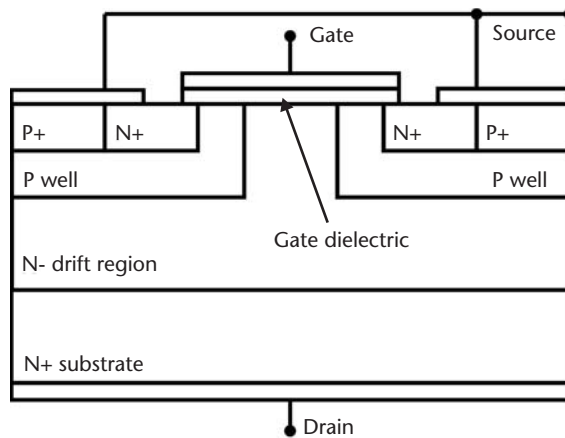 Gate
Source
P+
N+
N+
P+
P well
P well
Gate dielectric
N- drift region
N+ substrate
Drain